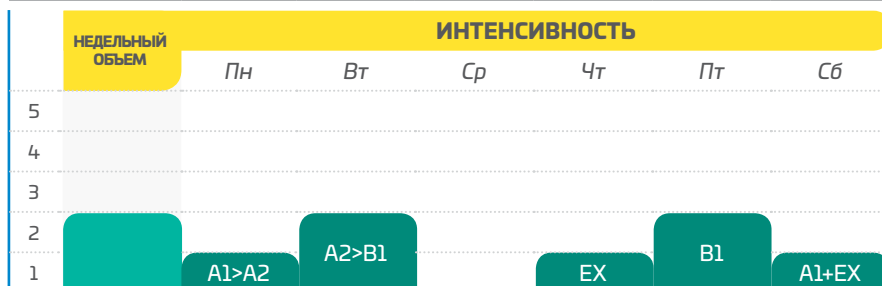 НЕДЕЛЬНЫЙ ОБЪЕМ
ИНТЕНСИВНОСТЬ
Пн Вт Ср Чт Пт Сб
5
4
3
2
A2>B1 B1
1 A1>A2 EX A1+EX